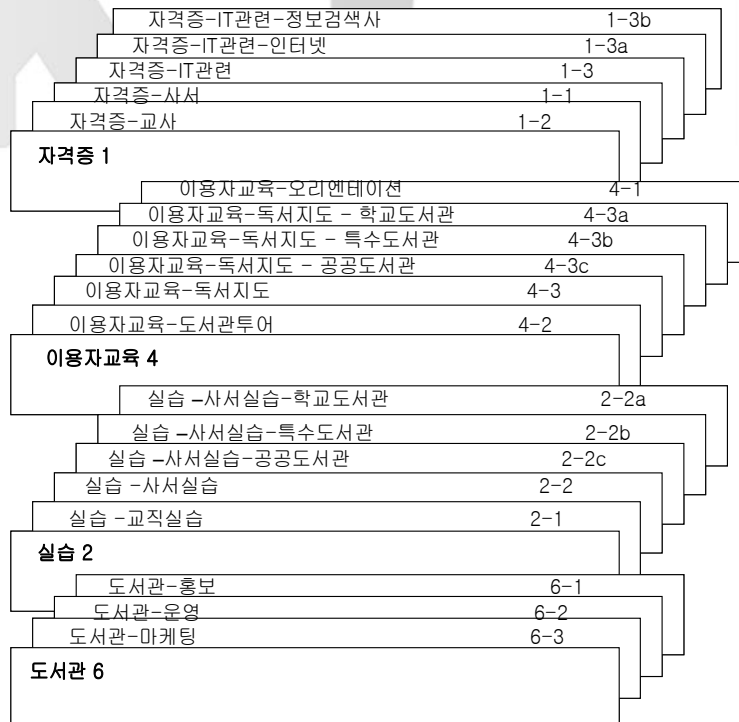 자격증-IT관련-정보검색사 1-3b
자격증-IT관련-인터넷 1-3a
자격증-IT관련 1-3
자격증-사서 1-1
자격증-교사 1-2
자격증 1
이용자교육-오리엔테이션 4-1
이용자교육-독서지도 - 학교도서관 4-3a
이용자교육-독서지도 - 특수도서관 4-3b
이용자교육-독서지도 - 공공도서관 4-3c
이용자교육-독서지도 4-3
이용자교육-도서관투어 4-2
이용자교육 4
실습 –사서실습-학교도서관 2-2a
실습 –사서실습-특수도서관 2-2b
실습 –사서실습-공공도서관 2-2c
실습 -사서실습 2-2
실습 -교직실습 2-1
실습 2
도서관-홍보 6-1
도서관-운영 6-2
도서관-마케팅 6-3
도서관 6